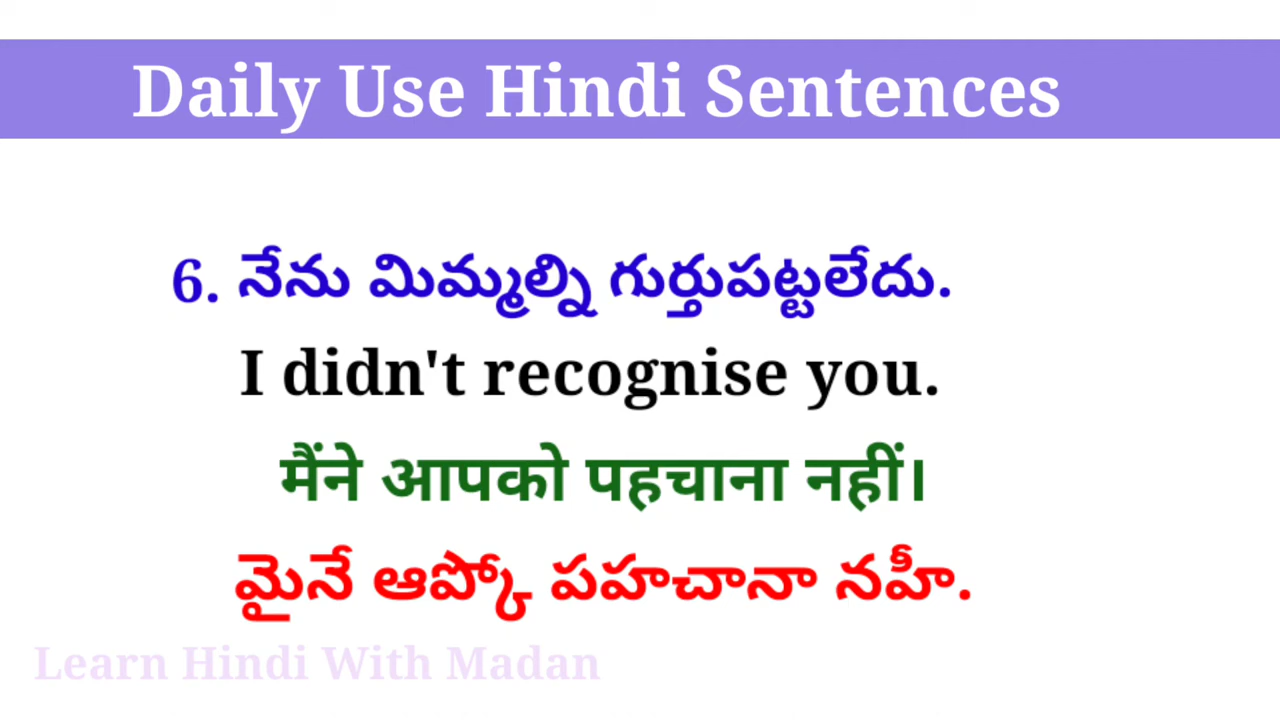 Daily Use Hindi Sentences
6. నేను మిమ్మల్ని గుర్తుపట్టలేదు.
I didn't recognise you.
मैंने आपको पहचाना नहीं।
మైనే ఆప్కో పహచానా నహీ.
Learn Hindi With Madan